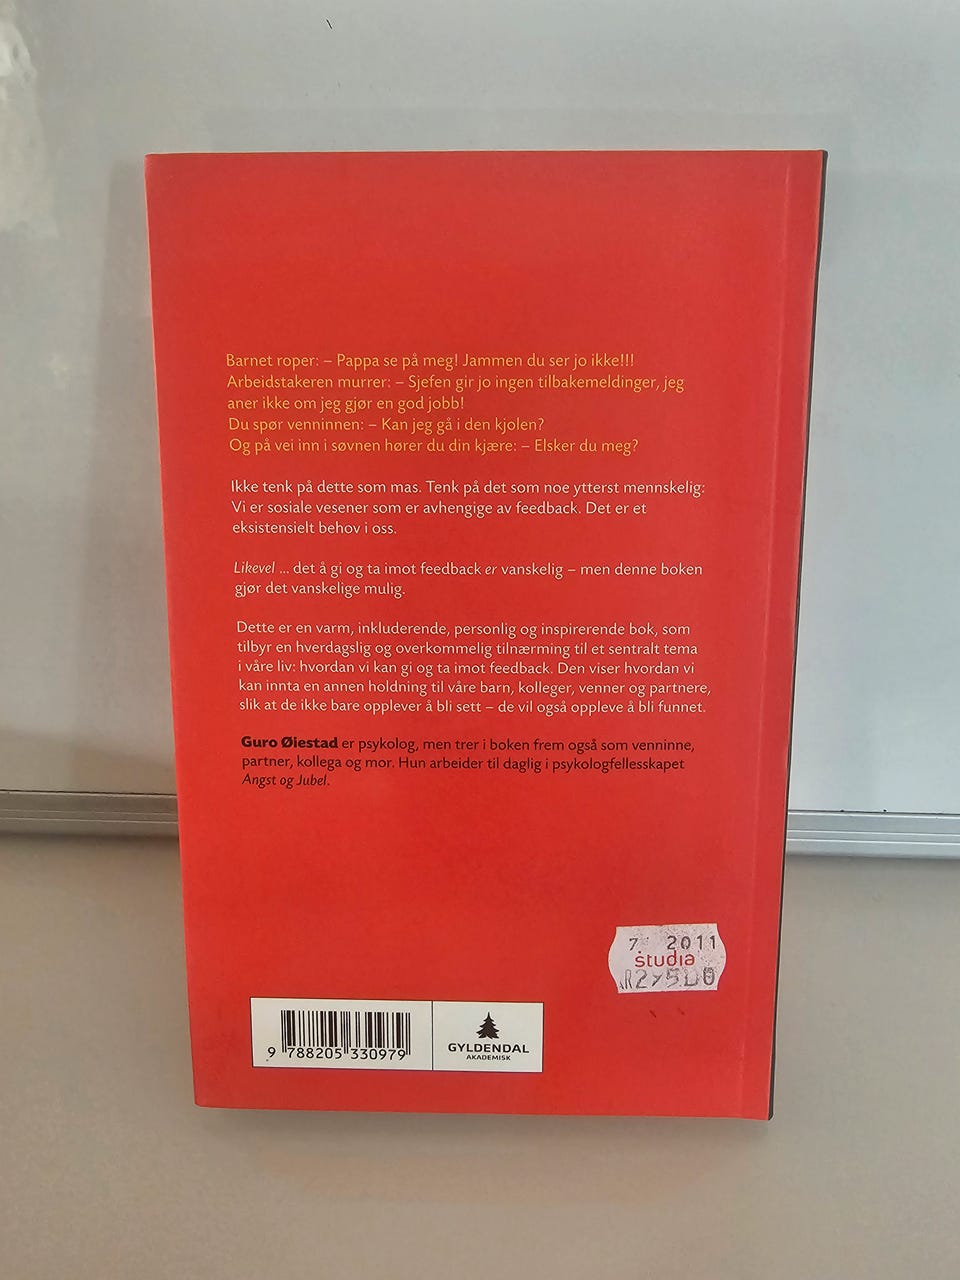 Barnet roper: – Pappa se på meg! Jammen du ser jo ikke!!!
Arbeidstakeren murrer: – Sjefen gir jo ingen tilbakemeldinger, jeg
aner ikke om jeg gjør en god jobb!
Du spør venninnen: – Kan jeg gå i den kjolen?
Og på vei inn i søvnen hører du din kjære: – Elsker du meg?
Ikke tenk på dette som mas. Tenk på det som noe ytterst mennskelig:
Vi er sosiale vesener som er avhengige av feedback. Det er et
eksistensielt behov i oss.
Likevel ... det å gi og ta imot feedback er vanskelig – men denne boken
gjør det vanskelige mulig.
Dette er en varm, inkluderende, personlig og inspirerende bok, som
tilbyr en hverdagslig og overkommelig tilnærming til et sentralt tema
i våre liv: hvordan vi kan gi og ta imot feedback. Den viser hvordan vi
kan innta en annen holdning til våre barn, kolleger, venner og partnere,
slik at de ikke bare opplever å bli sett – de vil også oppleve å bli funnet.
Guro Øiestad er psykolog, men trer i boken frem også som venninne,
partner, kollega og mor. Hun arbeider til daglig i psykologfellesskapet
Angst og Jubel.
7 2011
studia
9 788205 330979
GYLDENDAL
AKADEMISK